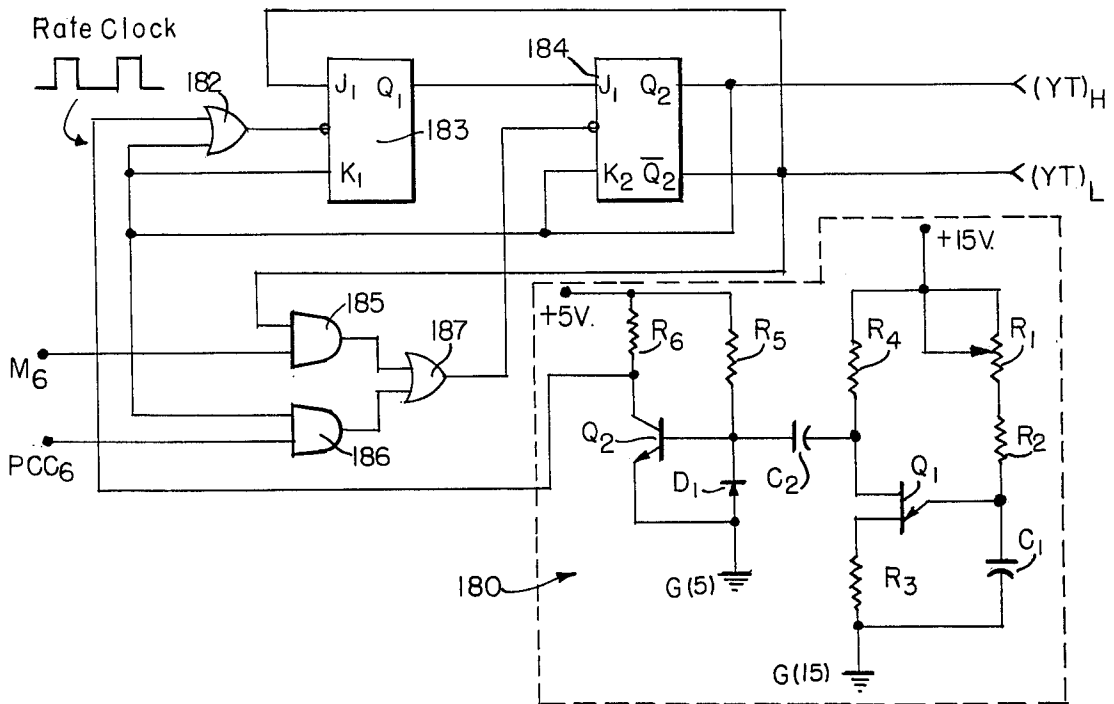 Rate Clock
182
J₁ Q₁
183
K₁
184
J₁ Q₂
K₂ Q̅₂
(YT)H
(YT)L
185
187
M₆
PCC₆
186
+5V.
+15V.
R₆
R₅
R₄
R₁
Q₂
D₁
C₂
Q₁
R₂
C₁
R₃
180
G(5)
G(15)